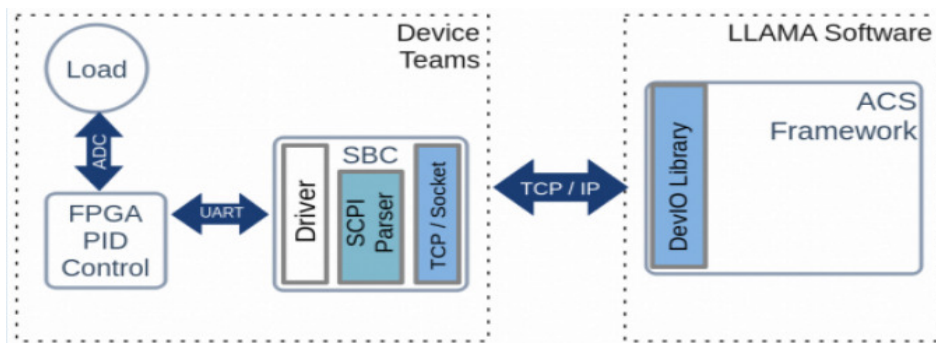 Device
Teams
Load
ADC
FPGA
PID
Control
UART
SBC
Driver
SCPI
Parser
TCP / Socket
TCP / IP
LLAMA Software
DevIO Library
ACS
Framework